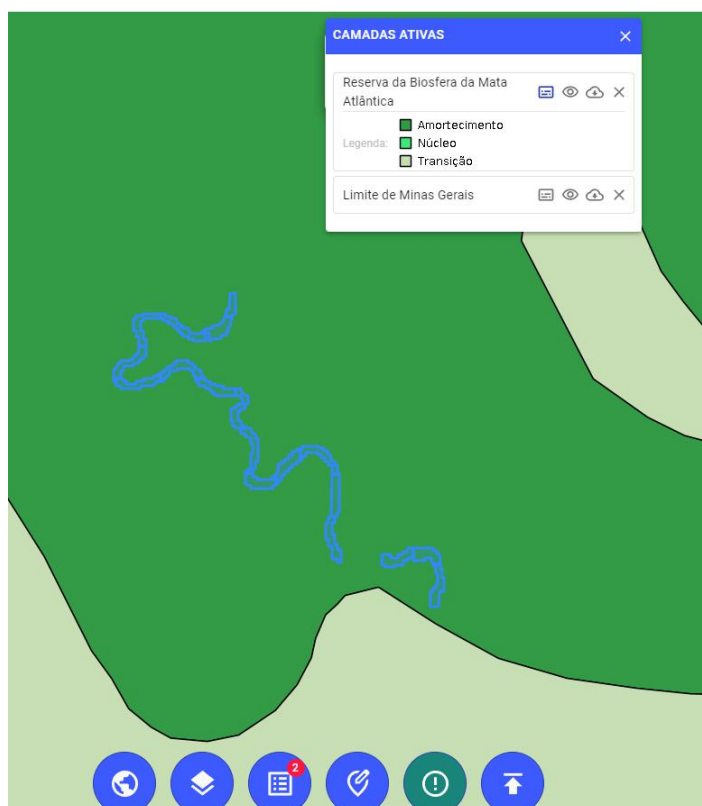 CAMADAS ATIVAS
Reserva da Biosfera da Mata
Atlântica
Legenda:
Amortecimento
Núcleo
Transição
Limite de Minas Gerais
2